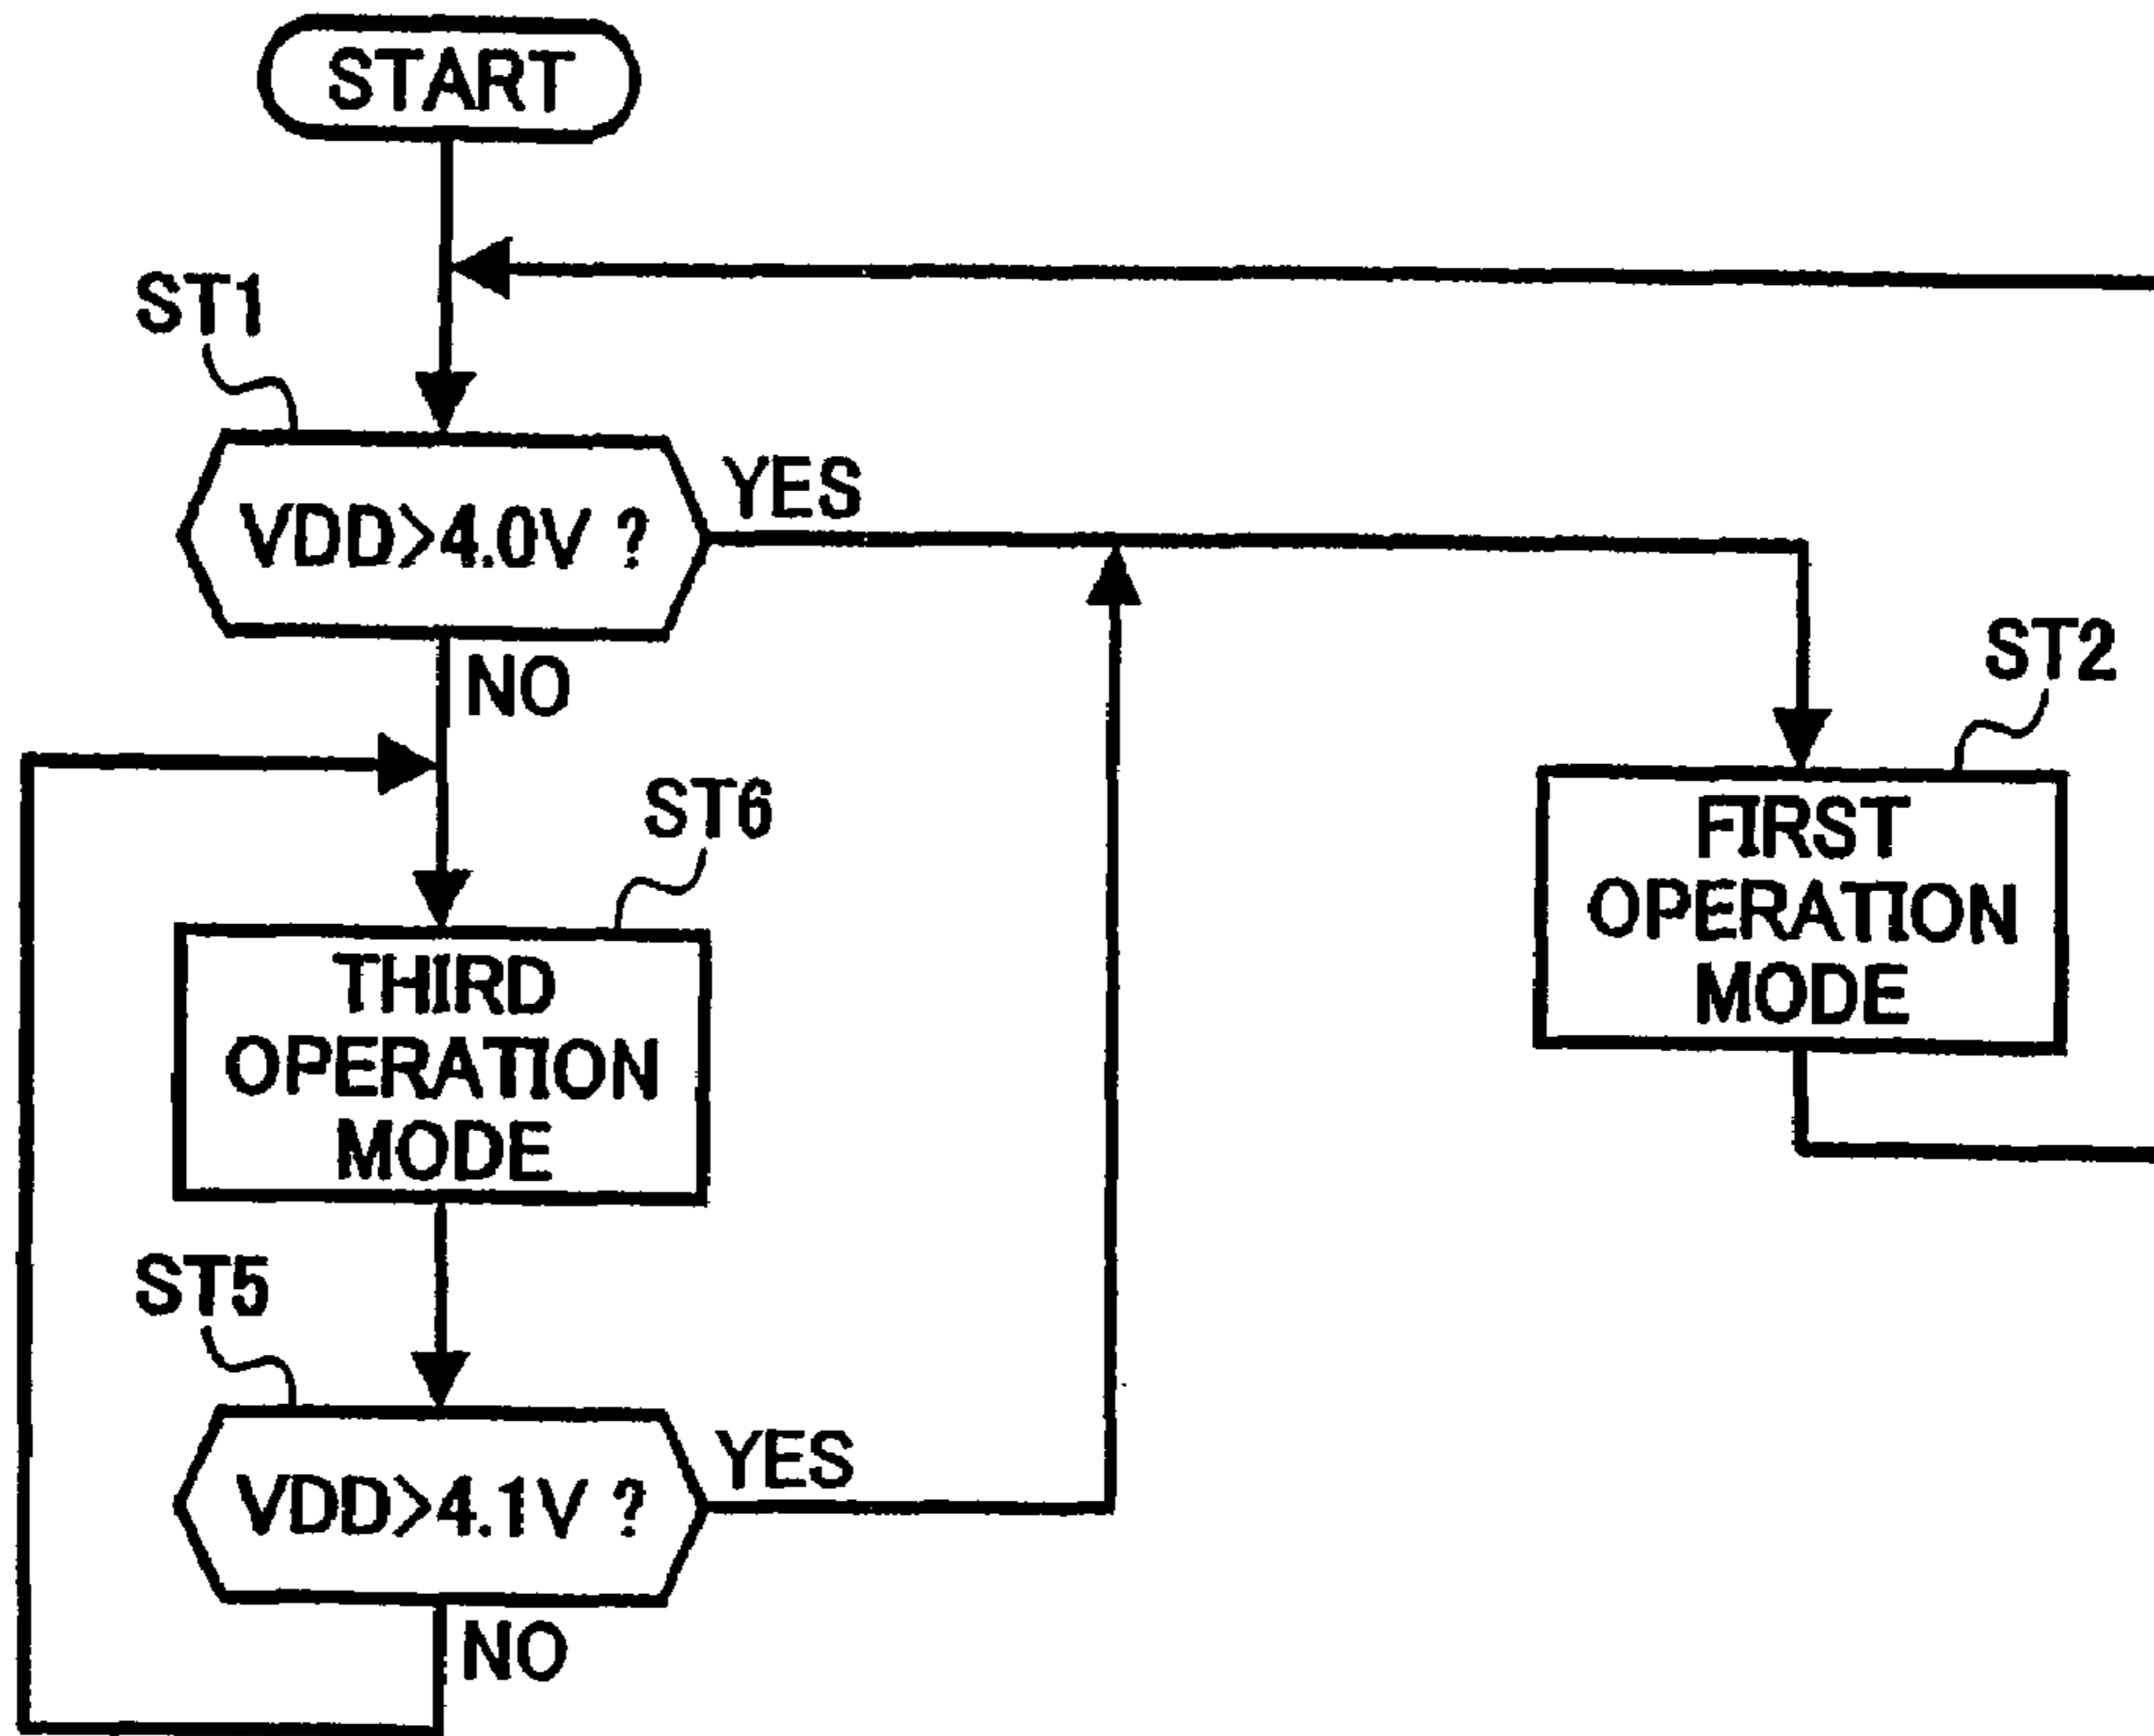 START
ST1
VDD>4.0V ?
YES
NO
ST2
FIRST
OPERATION
MODE
ST6
THIRD
OPERATION
MODE
ST5
VDD>4.1V ?
YES
NO